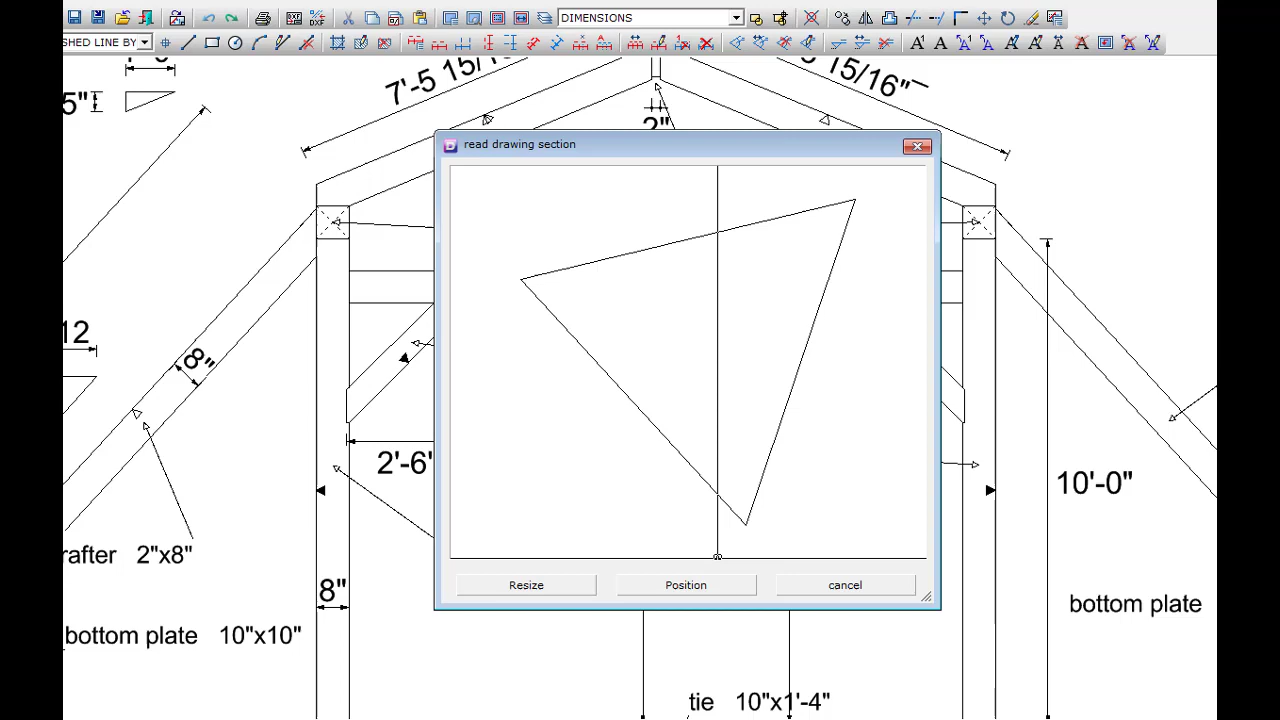 DIMENSIONS
SHED LINE BY
7'-5 15/16"
15/16"
5"
2"
read drawing section
12
8"
2'-6"
10'-0"
rafter 2"x8"
Resize
Position
cancel
8"
bottom plate
bottom plate 10"x10"
tie 10"x1'-4"